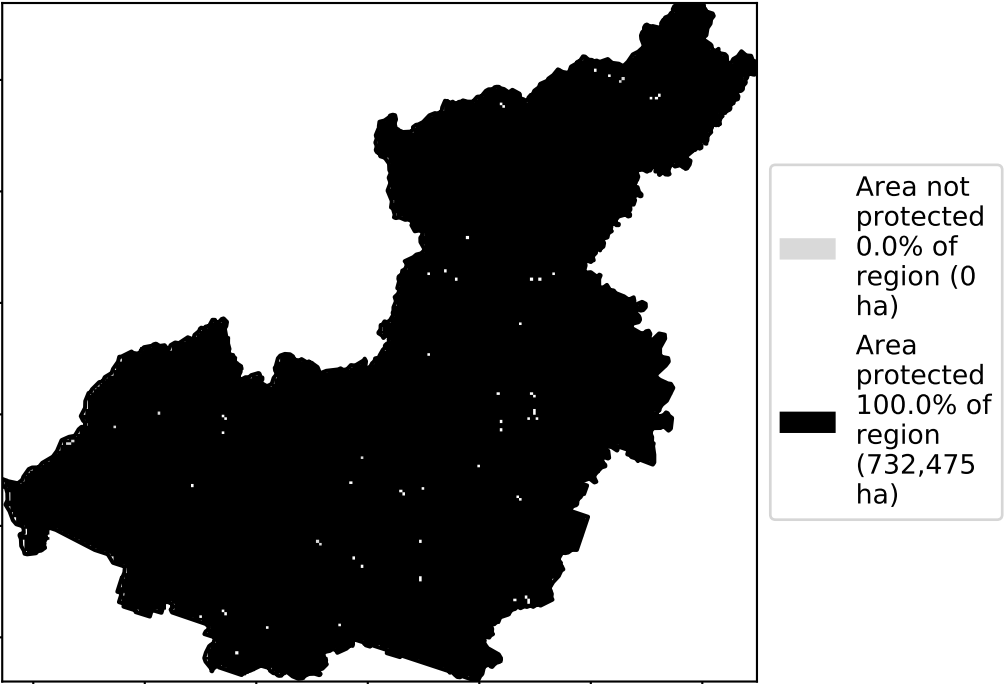 Area not
protected
0.0% of
region (0
ha)
Area
protected
100.0% of
region
(732,475
ha)